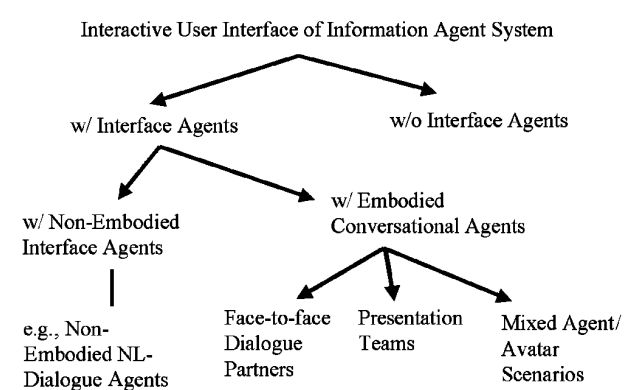 Interactive User Interface of Information Agent System
w/ Interface Agents
w/o Interface Agents
w/ Non-Embodied
Interface Agents
w/ Embodied
Conversational Agents
e.g., Non-
Embodied NL-
Dialogue Agents
Face-to-face
Dialogue
Partners
Presentation
Teams
Mixed Agent/
Avatar
Scenarios